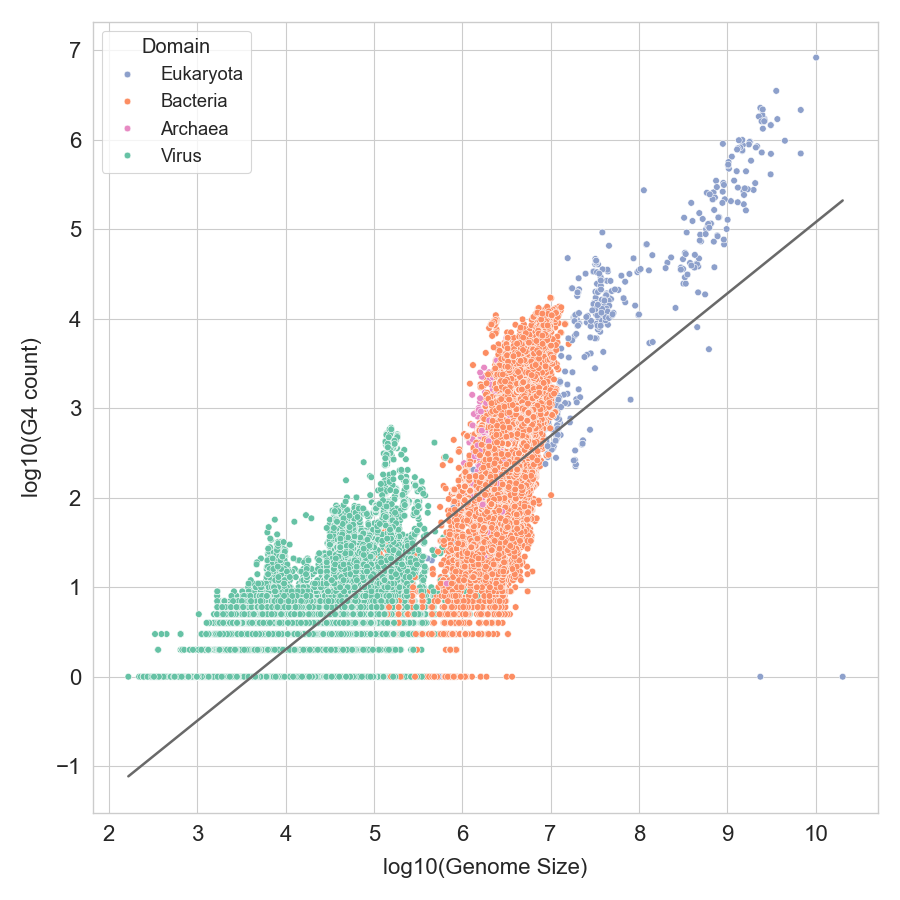 Domain
Eukaryota
Bacteria
Archaea
Virus
7
6
5
4
3
2
1
0
−1
log10(G4 count)
2 3 4 5 6 7 8 9 10
log10(Genome Size)